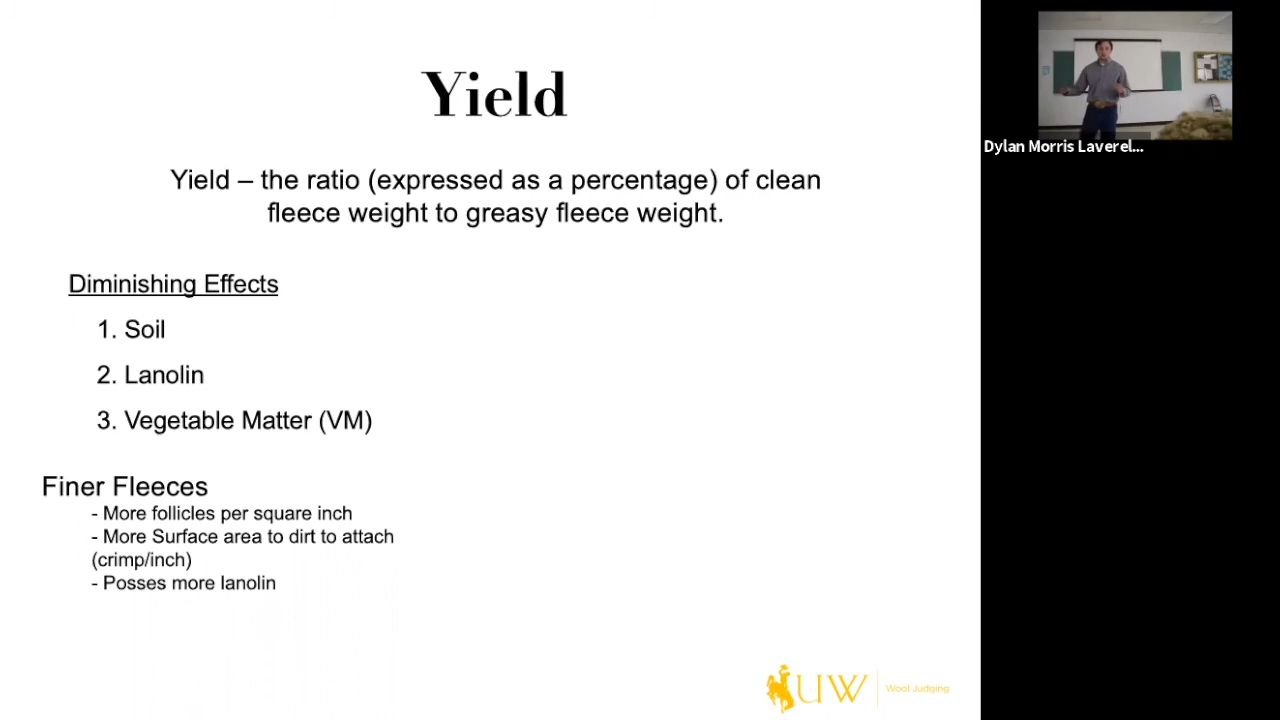 Yield
Yield – the ratio (expressed as a percentage) of clean
fleece weight to greasy fleece weight.
Diminishing Effects
1. Soil
2. Lanolin
3. Vegetable Matter (VM)
Finer Fleeces
- More follicles per square inch
- More Surface area to dirt to attach
(crimp/inch)
- Posses more lanolin
UW
Wool Judging
Dylan Morris Laverel...